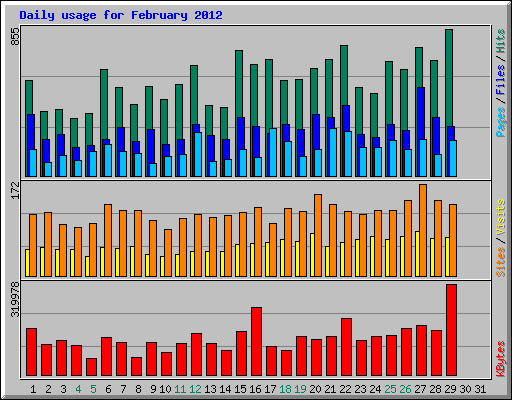 Daily usage for February 2012
855
Pages / Files / Hits
172
Sites / Visits
319978
KBytes
1 2 3 4 5 6 7 8 9 10 11 12 13 14 15 16 17 18 19 20 21 22 23 24 25 26 27 28 29 30 31